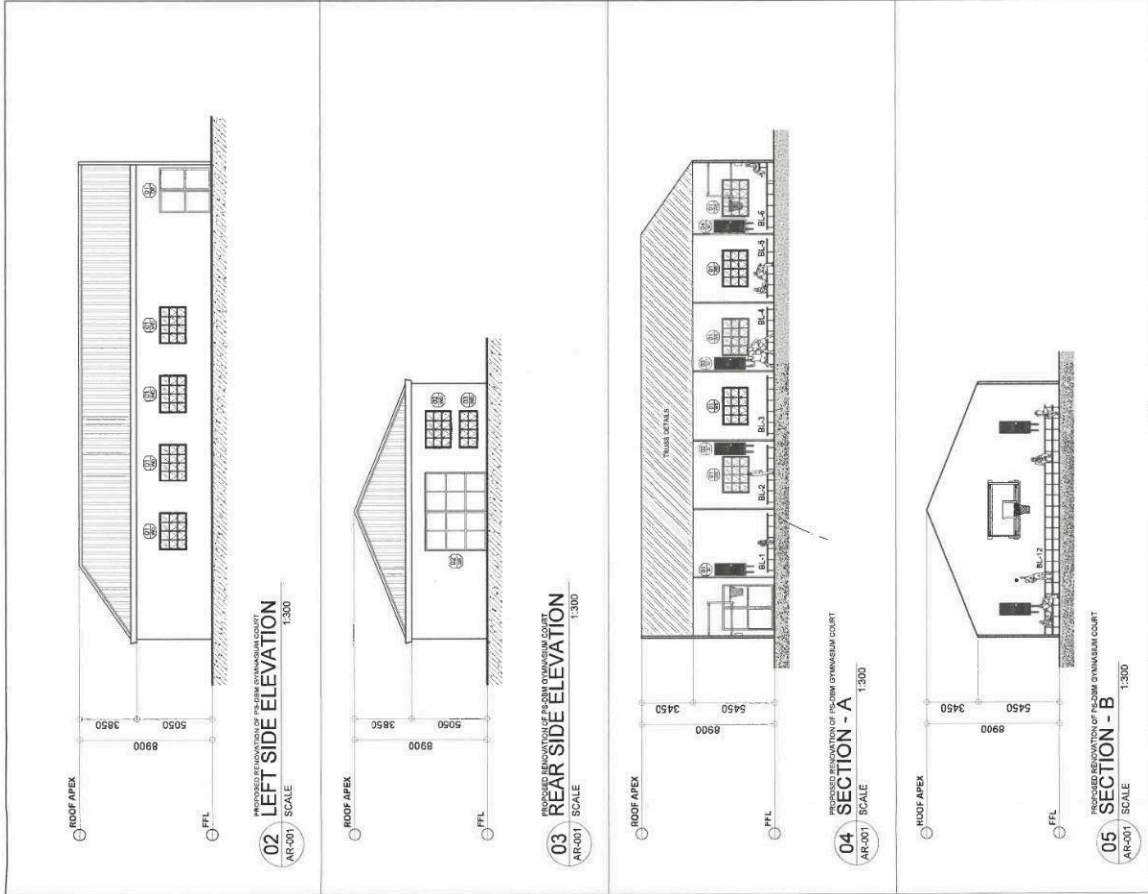 ROOF APEX
8900
3850
5050
FFL
02
AR-001
PROPOSED RENOVATION OF PS-DBM GYMNASIUM COURT
LEFT SIDE ELEVATION
SCALE 1:300
ROOF APEX
8900
3850
5050
FFL
03
AR-001
PROPOSED RENOVATION OF PS-DBM GYMNASIUM COURT
REAR SIDE ELEVATION
SCALE 1:300
ROOF APEX
8900
3450
5450
FFL
TRUSS DETAILS
BL-1
BL-2
BL-3
BL-4
BL-5
BL-6
04
AR-001
PROPOSED RENOVATION OF PS-DBM GYMNASIUM COURT
SECTION - A
SCALE 1:300
ROOF APEX
8900
3450
5450
FFL
BL-12
05
AR-001
PROPOSED RENOVATION OF PS-DBM GYMNASIUM COURT
SECTION - B
SCALE 1:300